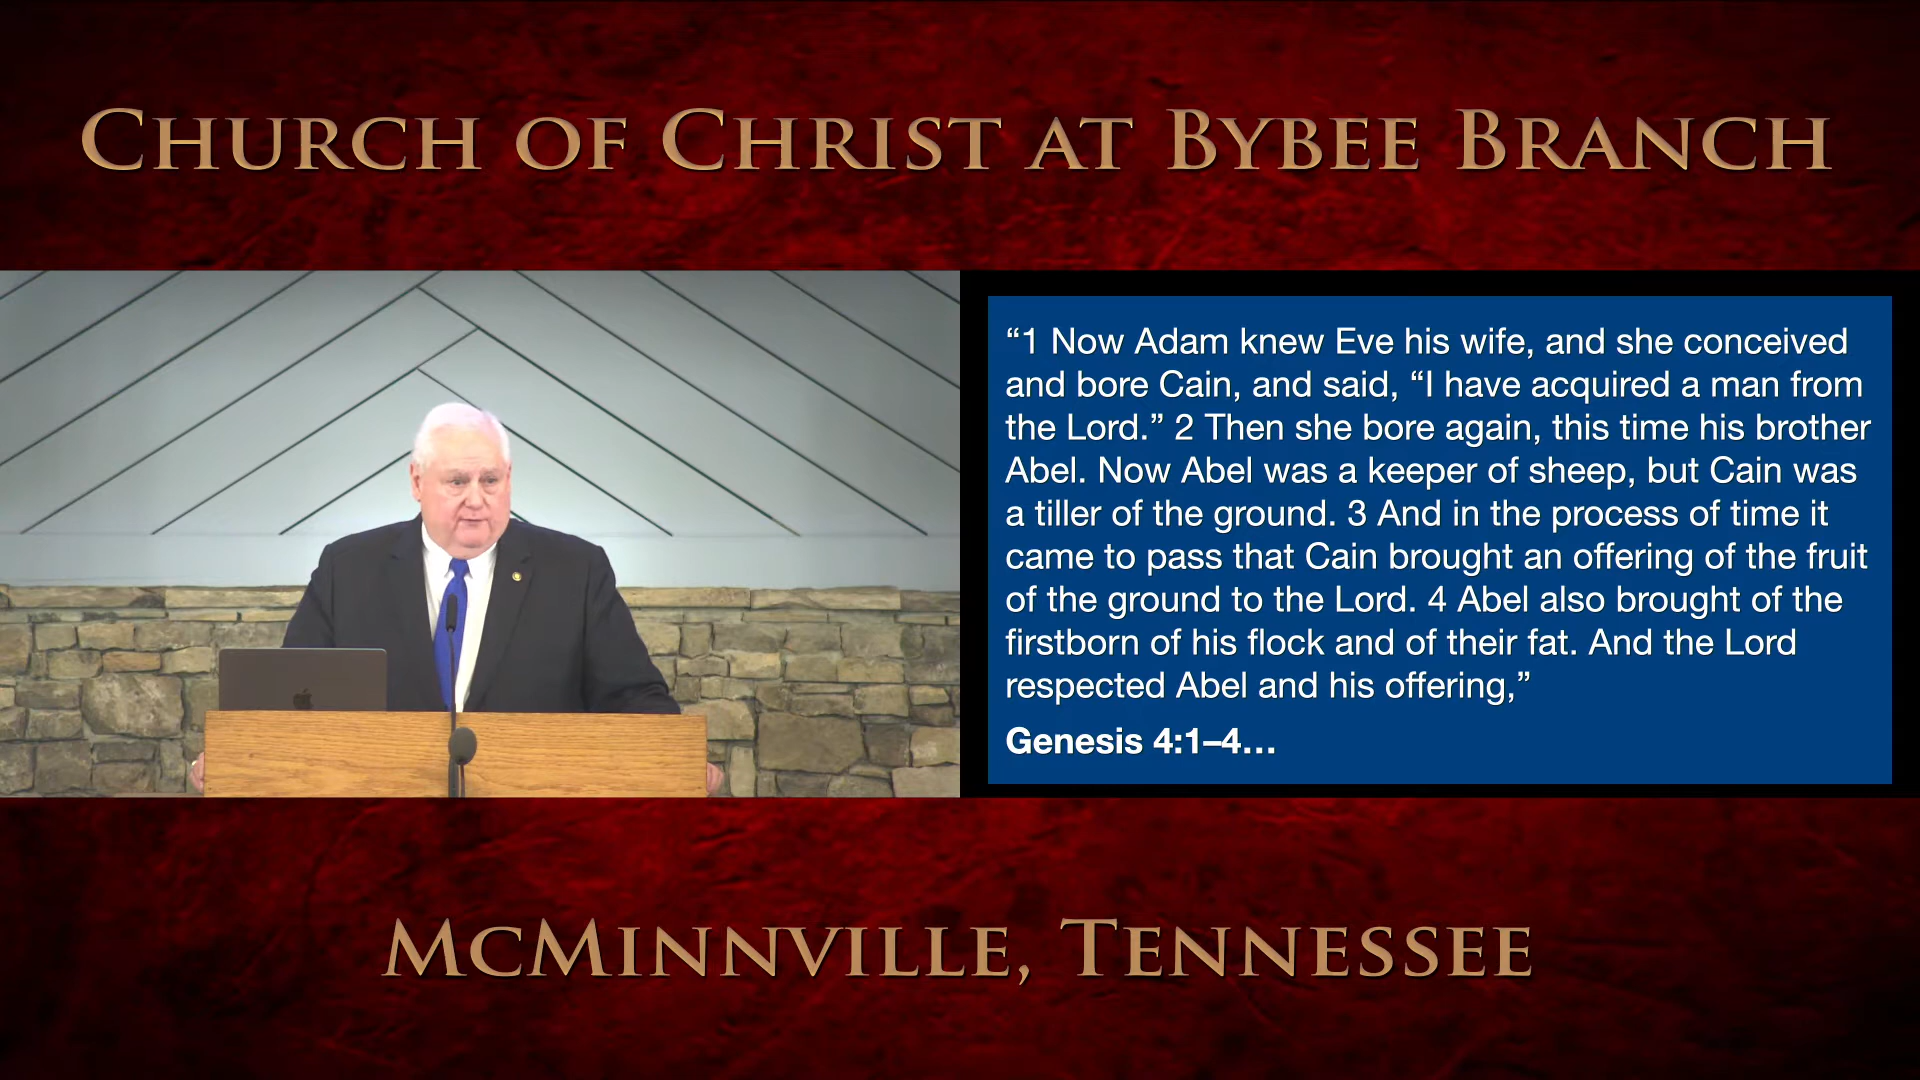 Church of Christ at Bybee Branch
“1 Now Adam knew Eve his wife, and she conceived
and bore Cain, and said, “I have acquired a man from
the Lord.” 2 Then she bore again, this time his brother
Abel. Now Abel was a keeper of sheep, but Cain was
a tiller of the ground. 3 And in the process of time it
came to pass that Cain brought an offering of the fruit
of the ground to the Lord. 4 Abel also brought of the
firstborn of his flock and of their fat. And the Lord
respected Abel and his offering,”
Genesis 4:1–4…
McMinnville, Tennessee